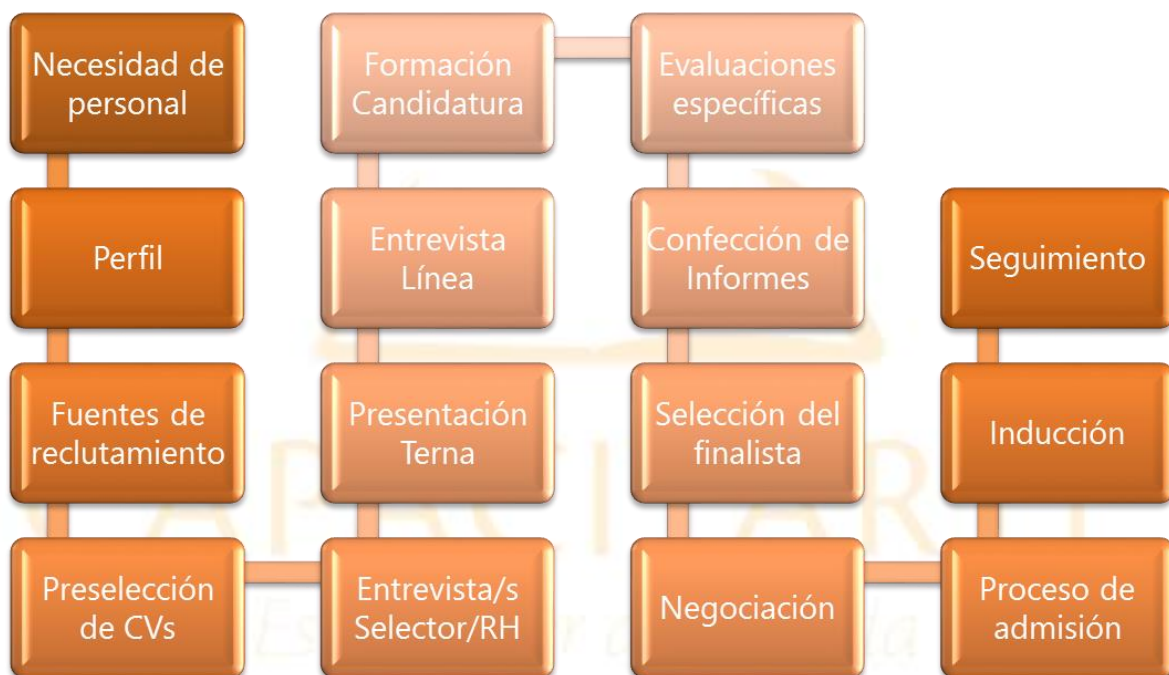 Necesidad de
personal
Perfil
Fuentes de
reclutamiento
Preselección
de CVs
Entrevista/s
Selector/RH
Presentación
Terna
Entrevista
Línea
Formación
Candidatura
Evaluaciones
específicas
Confección de
Informes
Selección del
finalista
Negociación
Proceso de
admisión
Inducción
Seguimiento